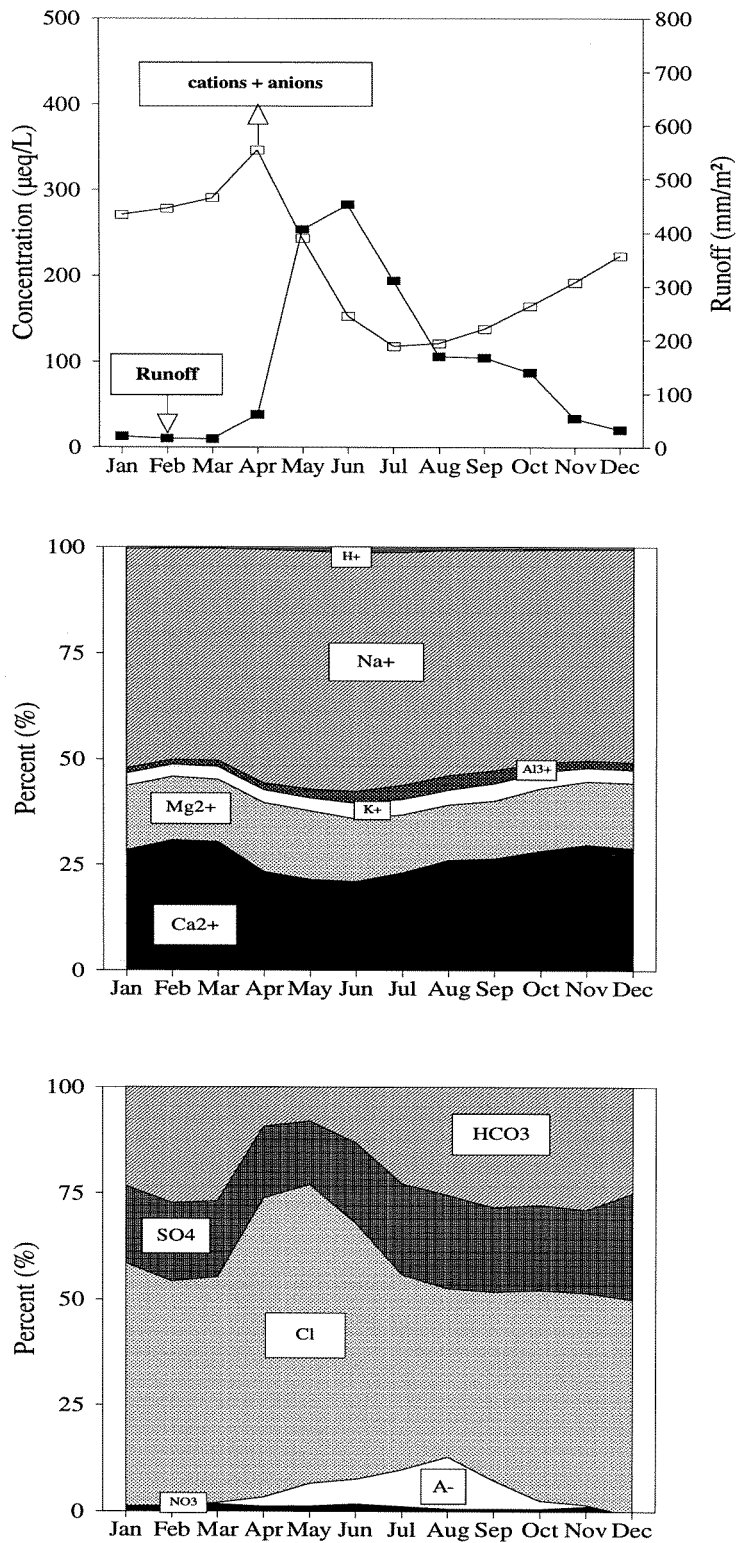 500
400
300
200
100
0
Concentration (µeq/L)
cations + anions
Runoff
800
700
600
500
400
300
200
100
0
Runoff (mm/m²)
Jan Feb Mar Apr May Jun Jul Aug Sep Oct Nov Dec
100
75
50
25
0
Percent (%)
H+
Na+
Al3+
Mg2+
K+
Ca2+
Jan Feb Mar Apr May Jun Jul Aug Sep Oct Nov Dec
100
75
50
25
0
Percent (%)
HCO3
SO4
Cl
A-
NO3
Jan Feb Mar Apr May Jun Jul Aug Sep Oct Nov Dec